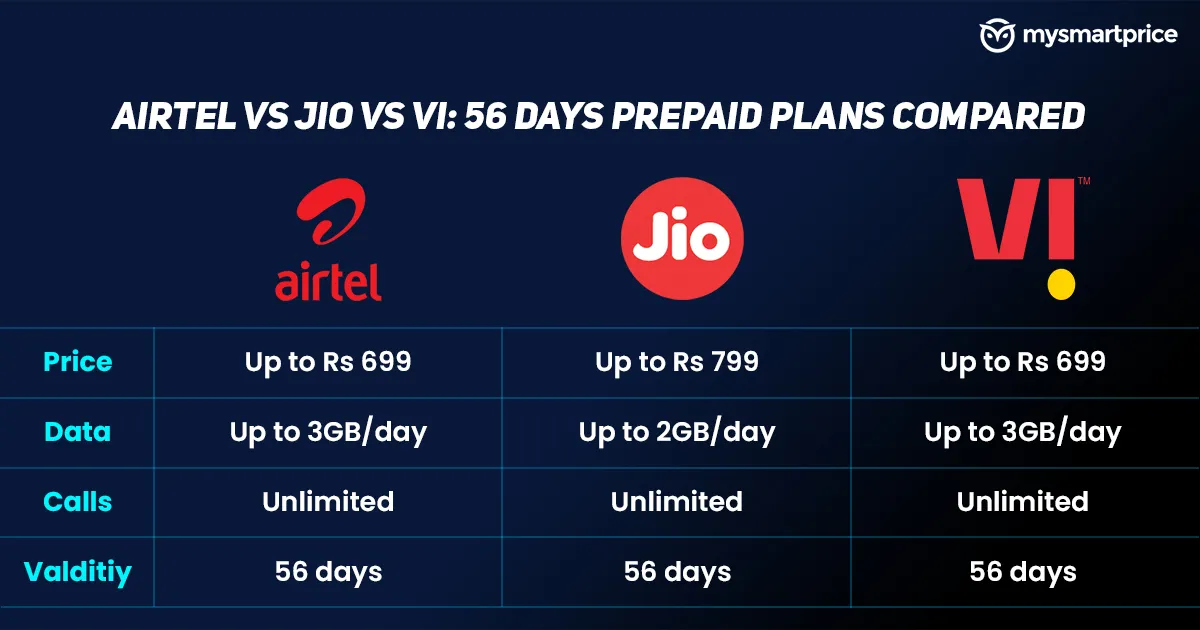 mysmartprice
AIRTEL VS JIO VS VI: 56 DAYS PREPAID PLANS COMPARED
airtel
Jio
VI
TM
Price Up to Rs 699 Up to Rs 799 Up to Rs 699
Data Up to 3GB/day Up to 2GB/day Up to 3GB/day
Calls Unlimited Unlimited Unlimited
Valditiy 56 days 56 days 56 days